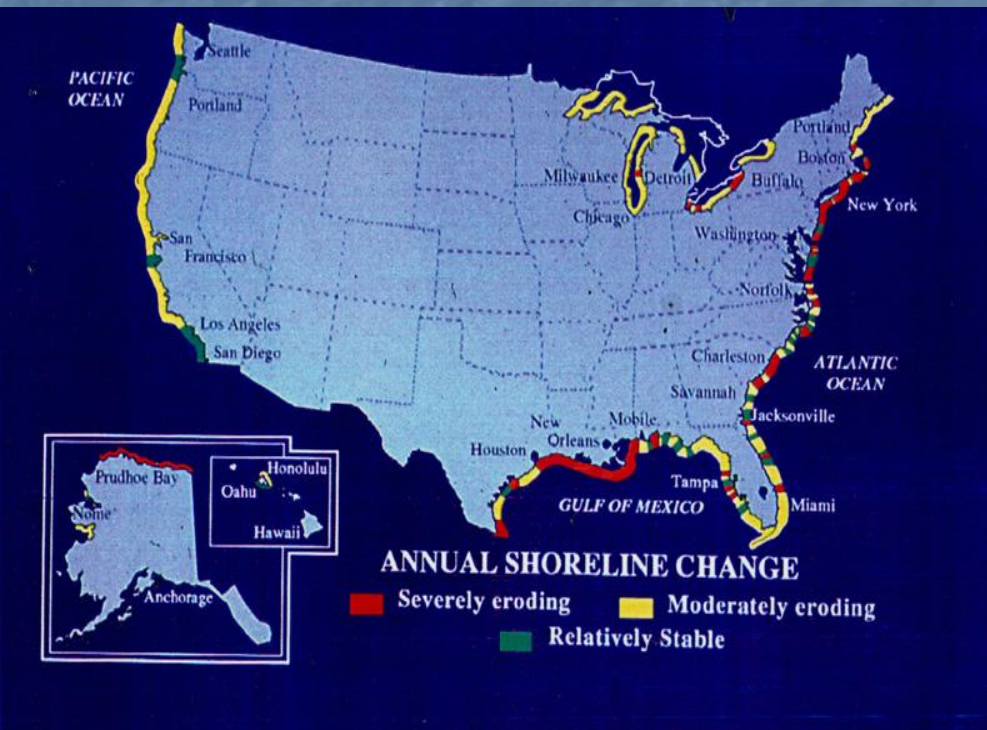 PACIFIC
OCEAN
Seattle
Portland
San
Francisco
Los Angeles
San Diego
Milwaukee
Detroit
Chicago
Buffalo
Portland
Boston
New York
Washington
Norfolk
Charleston
ATLANTIC
OCEAN
Savannah
Jacksonville
New
Orleans
Mobile
Houston
Tampa
Miami
GULF OF MEXICO
Prudhoe Bay
Nome
Anchorage
Honolulu
Oahu
Hawaii
ANNUAL SHORELINE CHANGE
Severely eroding
Moderately eroding
Relatively Stable